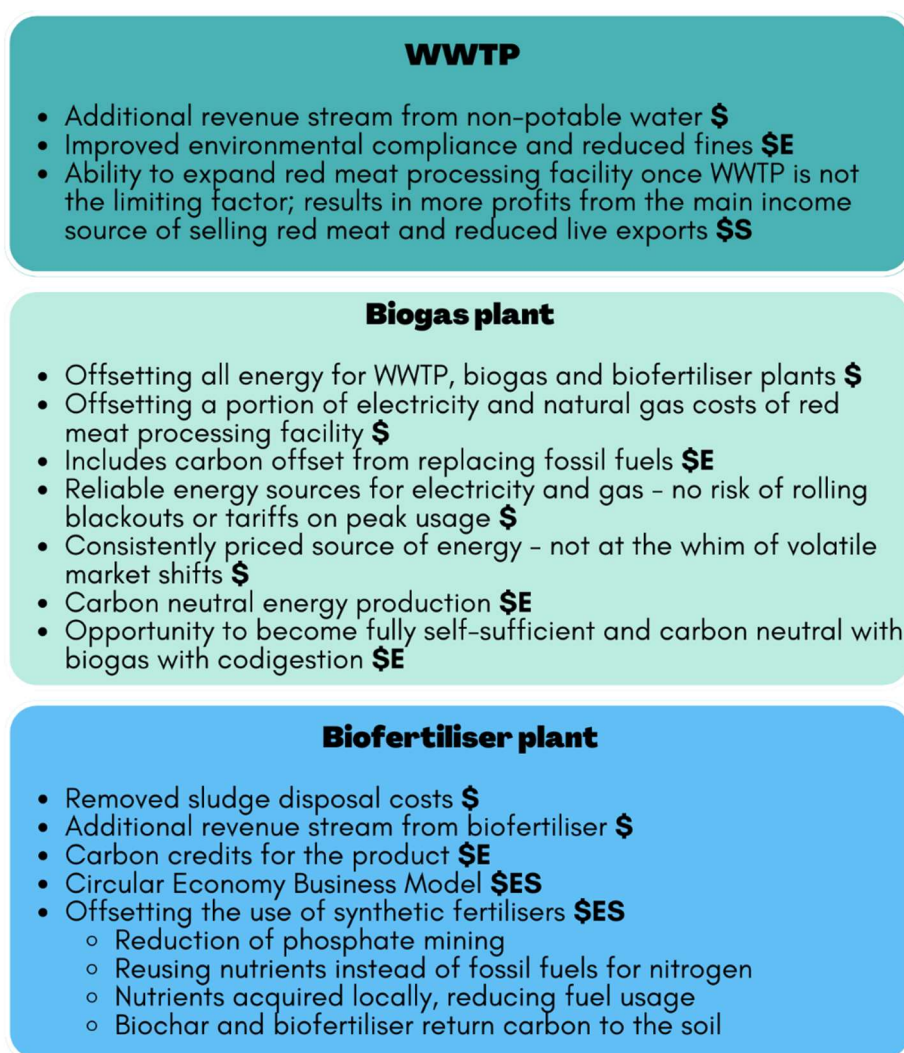 WWTP
• Additional revenue stream from non-potable water $
• Improved environmental compliance and reduced fines $E
• Ability to expand red meat processing facility once WWTP is not
the limiting factor; results in more profits from the main income
source of selling red meat and reduced live exports $S
Biogas plant
• Offsetting all energy for WWTP, biogas and biofertiliser plants $
• Offsetting a portion of electricity and natural gas costs of red
meat processing facility $
• Includes carbon offset from replacing fossil fuels $E
• Reliable energy sources for electricity and gas - no risk of rolling
blackouts or tariffs on peak usage $
• Consistently priced source of energy - not at the whim of volatile
market shifts $
• Carbon neutral energy production $E
• Opportunity to become fully self-sufficient and carbon neutral with
biogas with codigestion $E
Biofertiliser plant
• Removed sludge disposal costs $
• Additional revenue stream from biofertiliser $
• Carbon credits for the product $E
• Circular Economy Business Model $ES
• Offsetting the use of synthetic fertilisers $ES
◦ Reduction of phosphate mining
◦ Reusing nutrients instead of fossil fuels for nitrogen
◦ Nutrients acquired locally, reducing fuel usage
◦ Biochar and biofertiliser return carbon to the soil